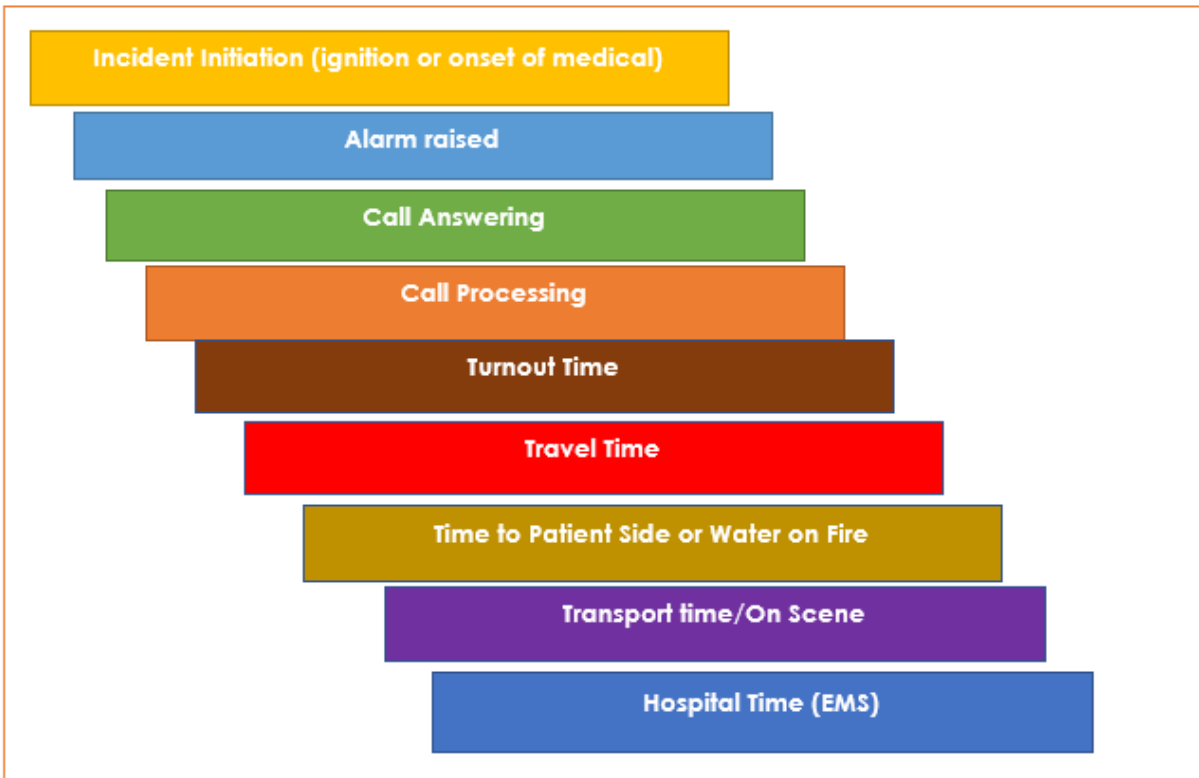 Incident Initiation (ignition or onset of medical)
Alarm raised
Call Answering
Call Processing
Turnout Time
Travel Time
Time to Patient Side or Water on Fire
Transport time/On Scene
Hospital Time (EMS)